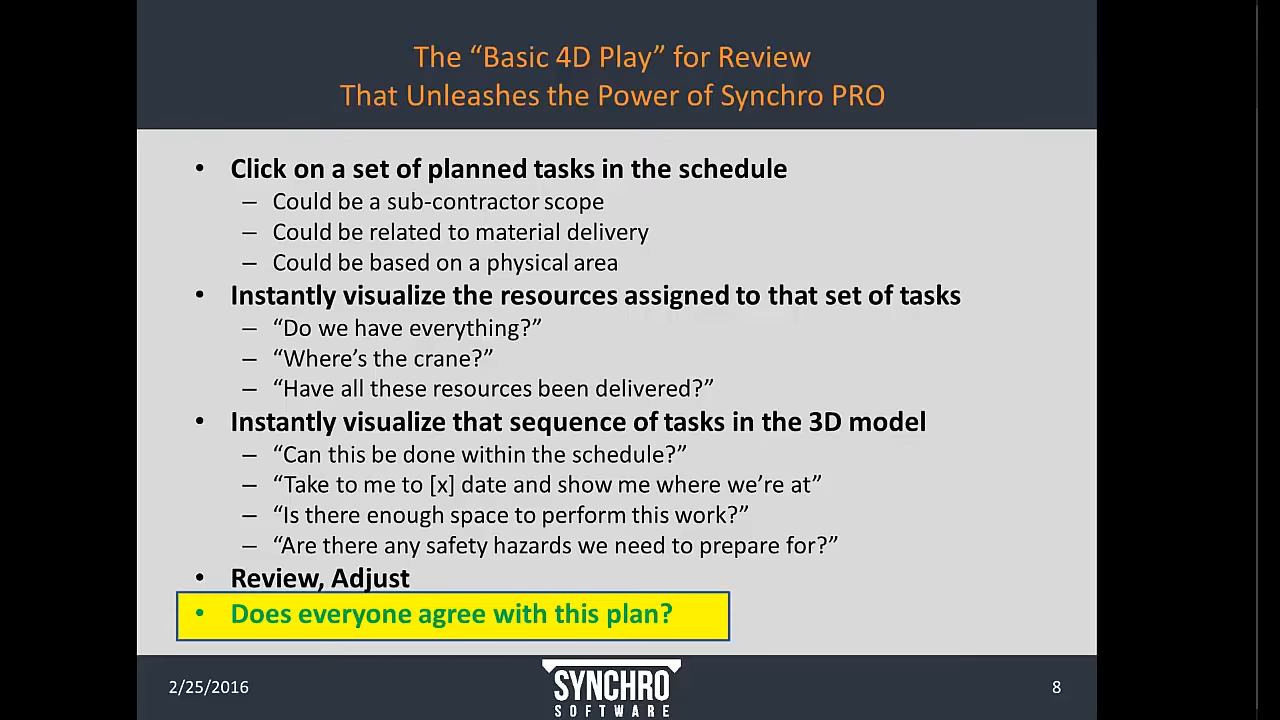 The “Basic 4D Play” for Review
That Unleashes the Power of Synchro PRO
• Click on a set of planned tasks in the schedule
– Could be a sub-contractor scope
– Could be related to material delivery
– Could be based on a physical area
• Instantly visualize the resources assigned to that set of tasks
– “Do we have everything?”
– “Where’s the crane?”
– “Have all these resources been delivered?”
• Instantly visualize that sequence of tasks in the 3D model
– “Can this be done within the schedule?”
– “Take to me to [x] date and show me where we’re at”
– “Is there enough space to perform this work?”
– “Are there any safety hazards we need to prepare for?”
• Review, Adjust
• Does everyone agree with this plan?
2/25/2016
SYNCHRO
SOFTWARE
8